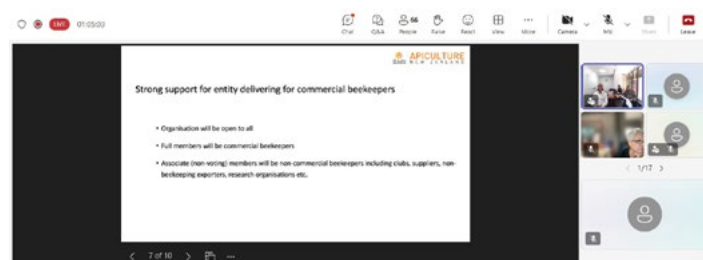 LIVE 01:05:00
66
Chat Q&A People Raise React View More Camera Mic Share Leave
APICULTURE
NEW ZEALAND
Strong support for entity delivering for commercial beekeepers
• Organisation will be open to all
• Full members will be commercial beekeepers
• Associate (non-voting) members will be non-commercial beekeepers including clubs, suppliers, non-
beekeeping exporters, research organisations etc.
1/17
7 of 10